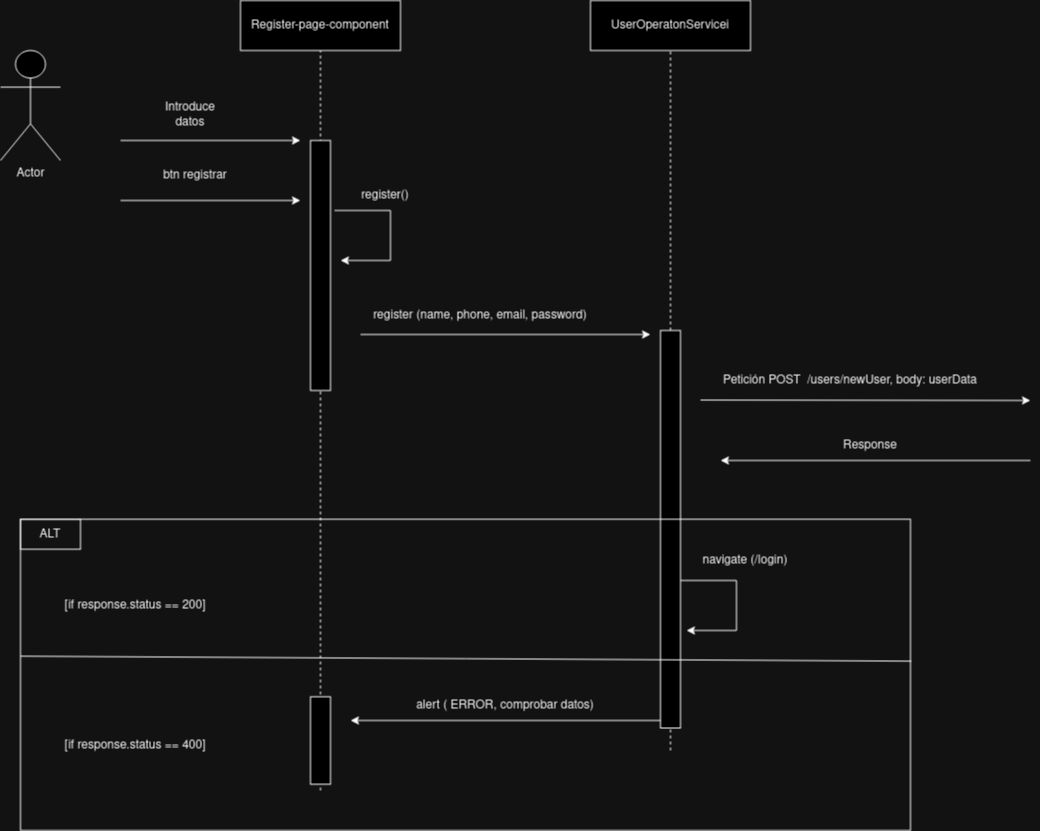 Register-page-component
UserOperatonServicei
Introduce
datos
Actor
btn registrar
register()
register (name, phone, email, password)
Petición POST  /users/newUser, body: userData
Response
ALT
navigate (/login)
[if response.status == 200]
alert ( ERROR, comprobar datos)
[if response.status == 400]